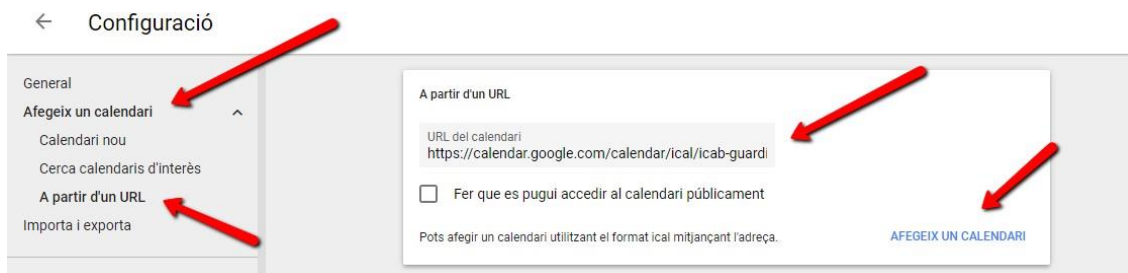 Configuració
General
Afegeix un calendari
Calendari nou
Cerca calendaris d'interès
A partir d'un URL
Importa i exporta
A partir d'un URL
URL del calendari
https://calendar.google.com/calendar/ical/icab-guardi
Fer que es pugui accedir al calendari públicament
Pots afegir un calendari utilitzant el format ical mitjançant l'adreça.
AFEGEIX UN CALENDARI